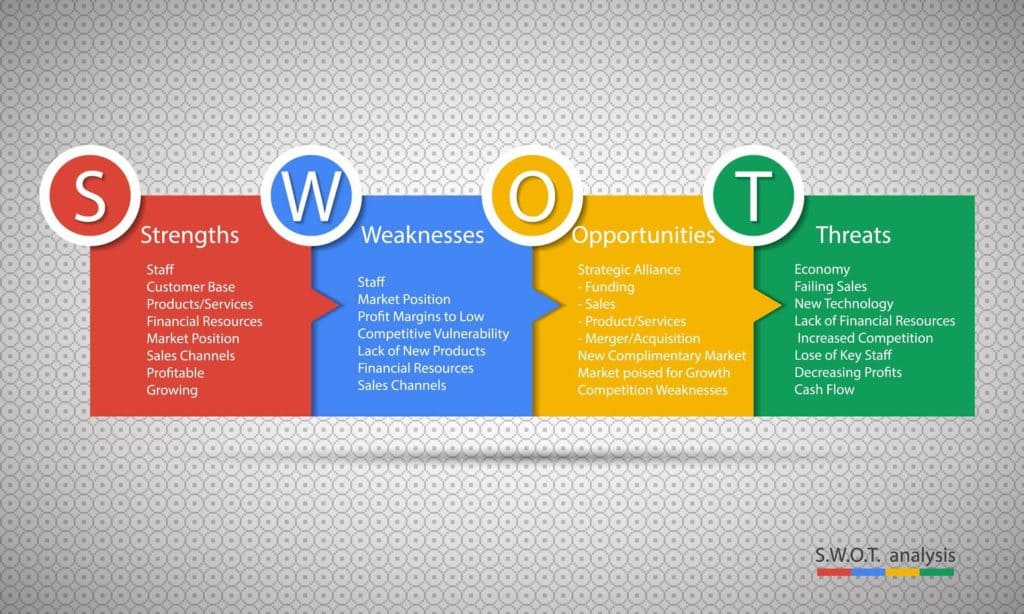 S
Strengths
Staff
Customer Base
Products/Services
Financial Resources
Market Position
Sales Channels
Profitable
Growing
W
Weaknesses
Staff
Market Position
Profit Margins to Low
Competitive Vulnerability
Lack of New Products
Financial Resources
Sales Channels
O
Opportunities
Strategic Alliance
- Funding
- Sales
- Product/Services
- Merger/Acquisition
New Complimentary Market
Market poised for Growth
Competition Weaknesses
T
Threats
Economy
Failing Sales
New Technology
Lack of Financial Resources
Increased Competition
Lose of Key Staff
Decreasing Profits
Cash Flow
S.W.O.T. analysis